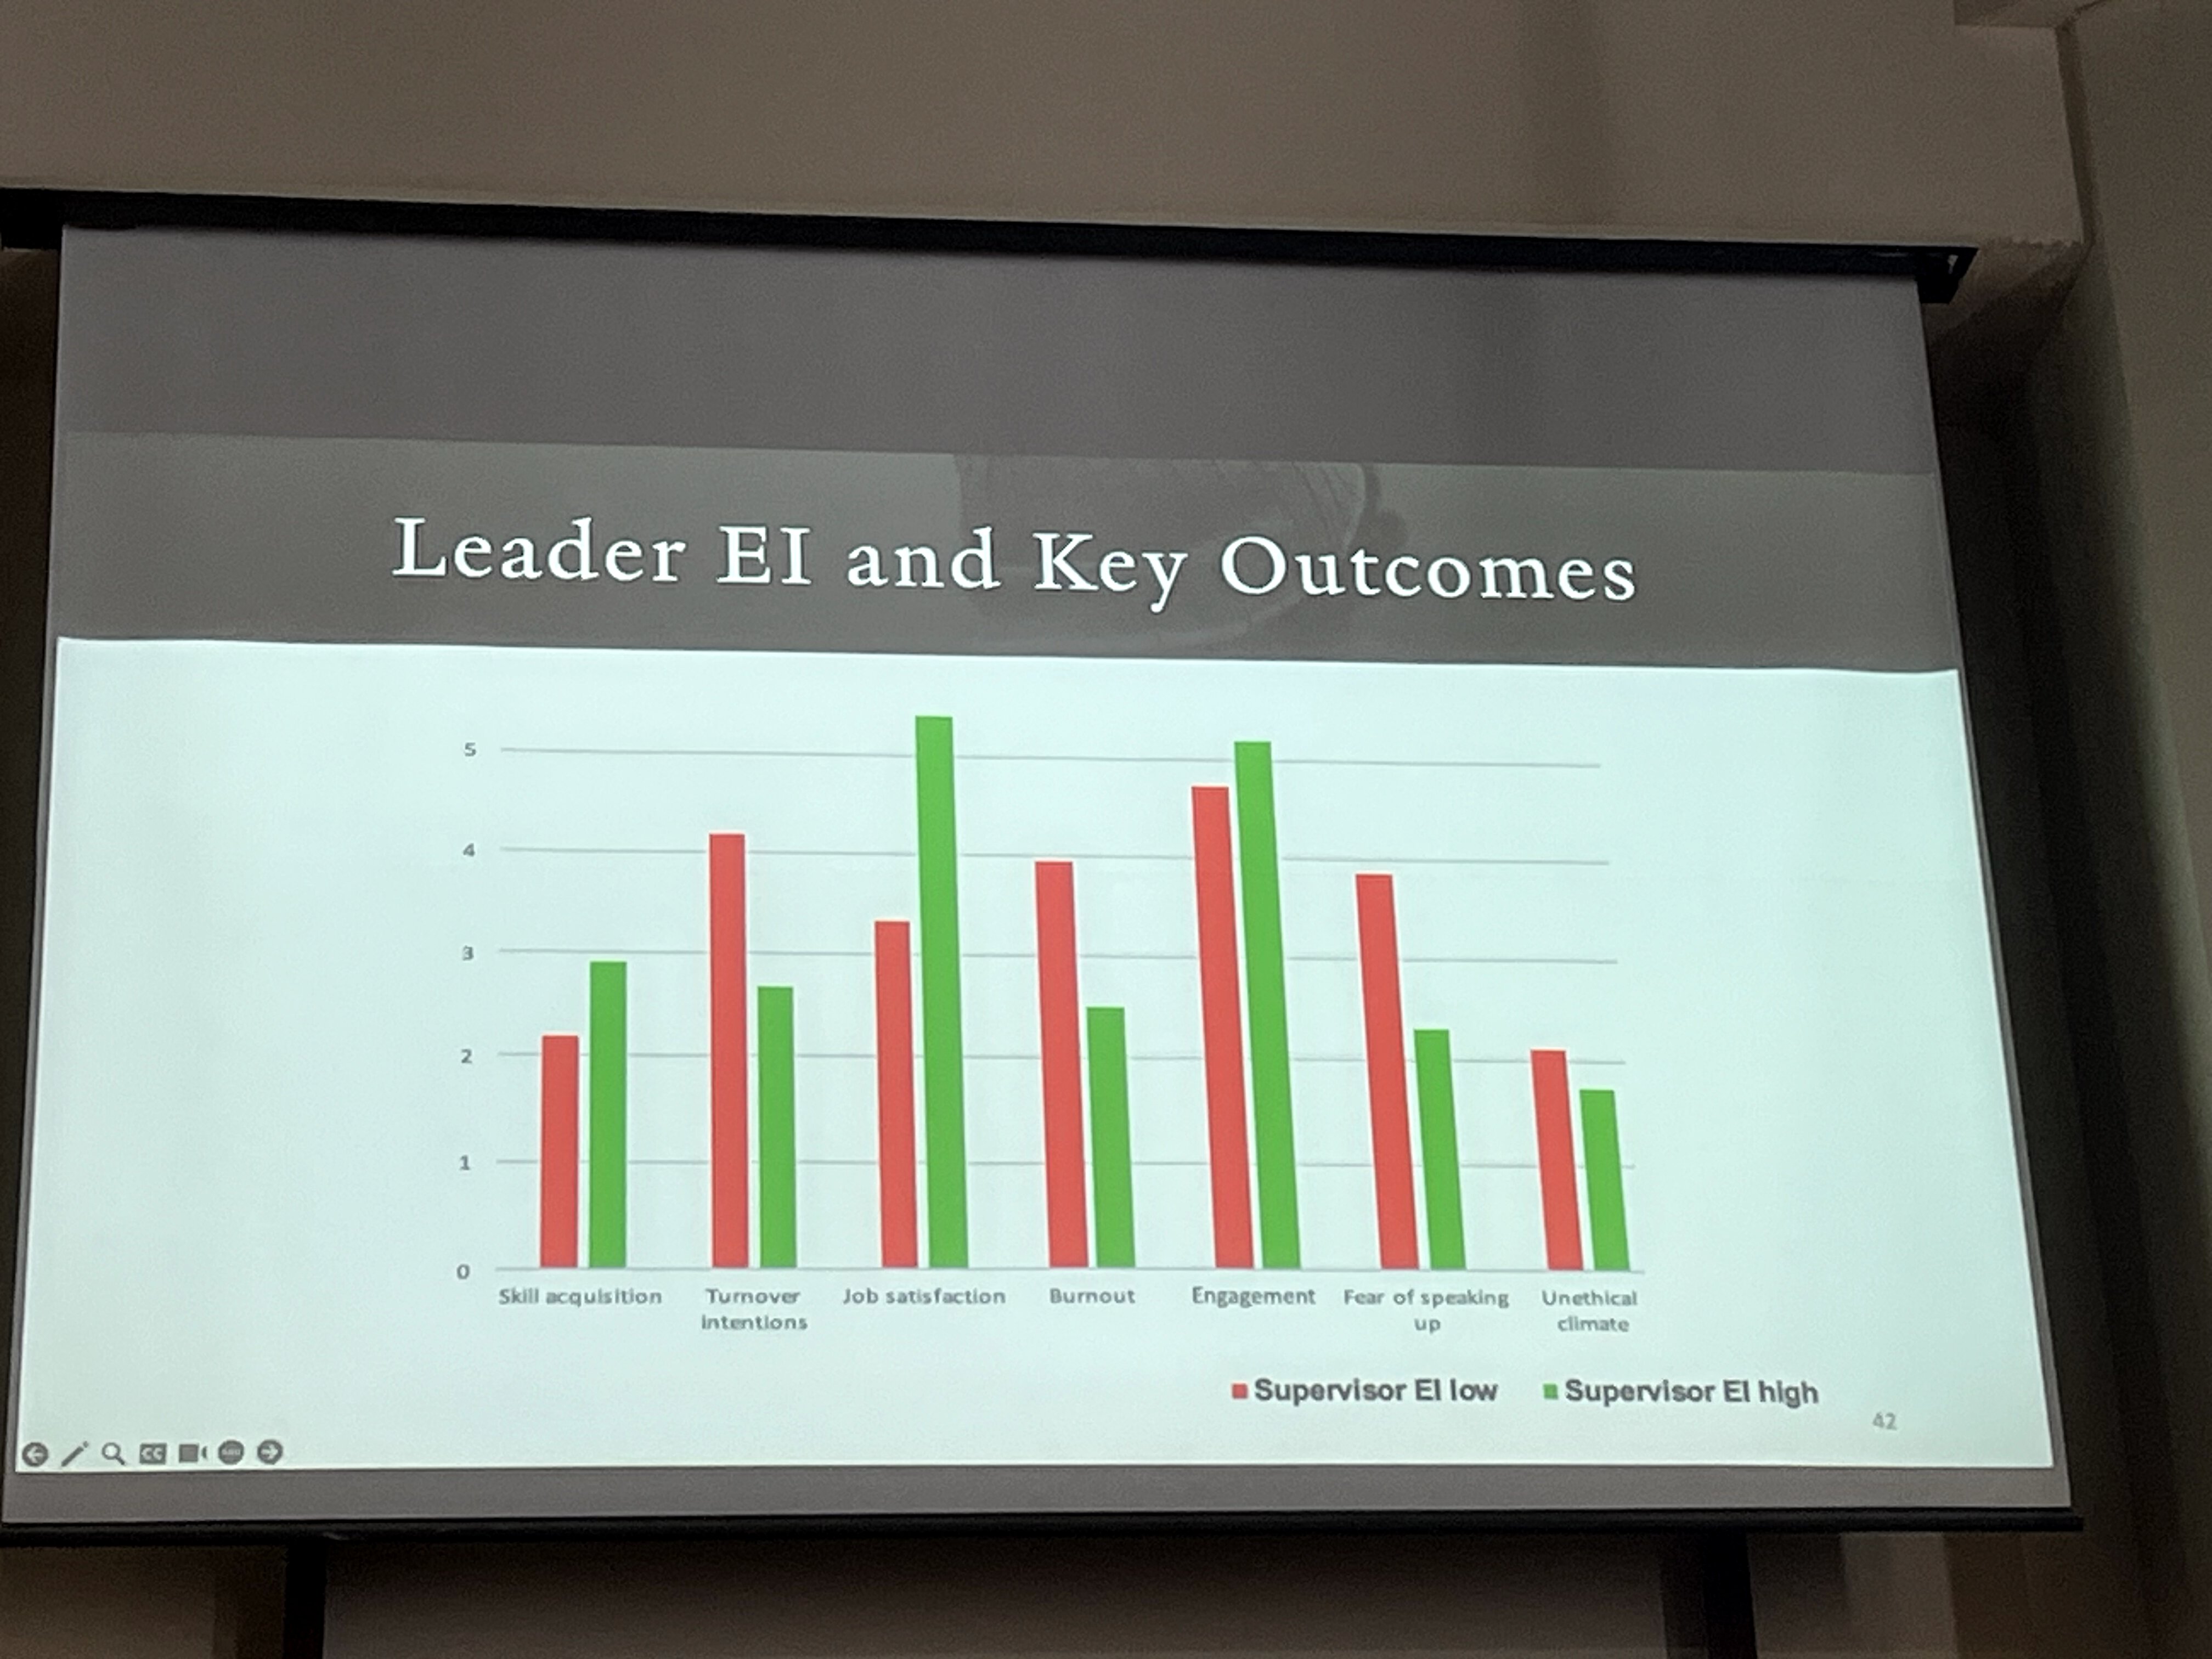 Leader EI and Key Outcomes
5
4
3
2
1
0
Skill acquisition
Turnover
intentions
Job satisfaction
Burnout
Engagement
Fear of speaking
up
Unethical
climate
Supervisor EI low
Supervisor EI high
42
CC